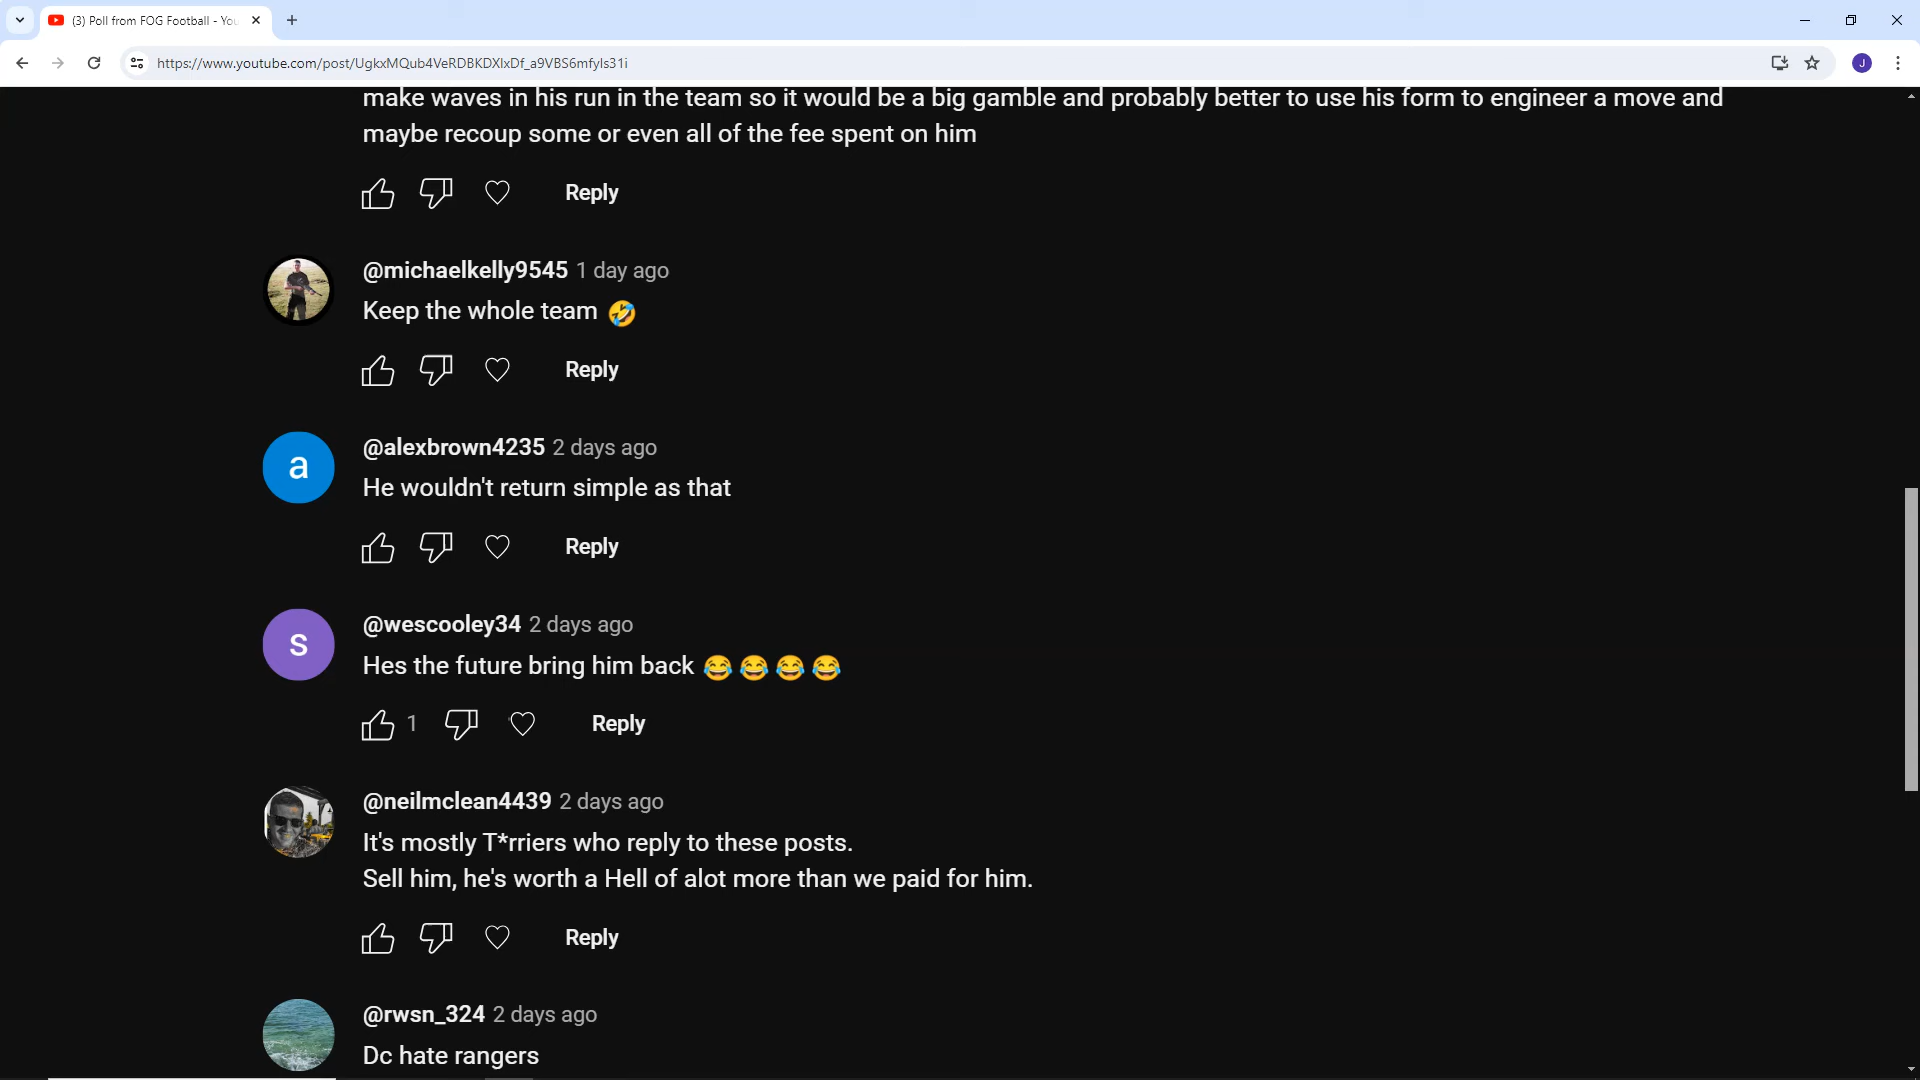 (3) Poll from FOG Football - You
https://www.youtube.com/post/UgkxMQub4VeRDBKDXIxDf_a9VBS6mfyls31i
J
make waves in his run in the team so it would be a big gamble and probably better to use his form to engineer a move and
maybe recoup some or even all of the fee spent on him
Reply
@michaelkelly9545 1 day ago
Keep the whole team 🤣
Reply
a
@alexbrown4235 2 days ago
He wouldn't return simple as that
Reply
s
@wescooley34 2 days ago
Hes the future bring him back 😂😂😂😂
1 Reply
@neilmclean4439 2 days ago
It's mostly T*rriers who reply to these posts.
Sell him, he's worth a Hell of alot more than we paid for him.
Reply
@rwsn_324 2 days ago
Dc hate rangers